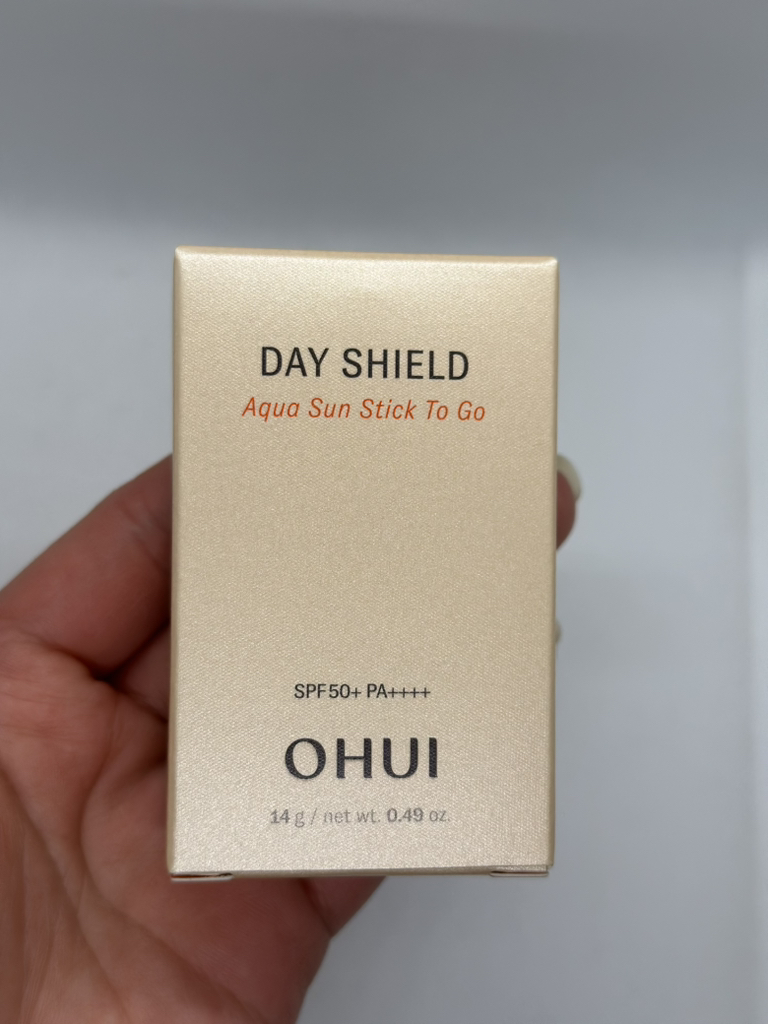 DAY SHIELD
Aqua Sun Stick To Go
SPF50+ PA++++
OHUI
14 g / net wt. 0.49 oz.